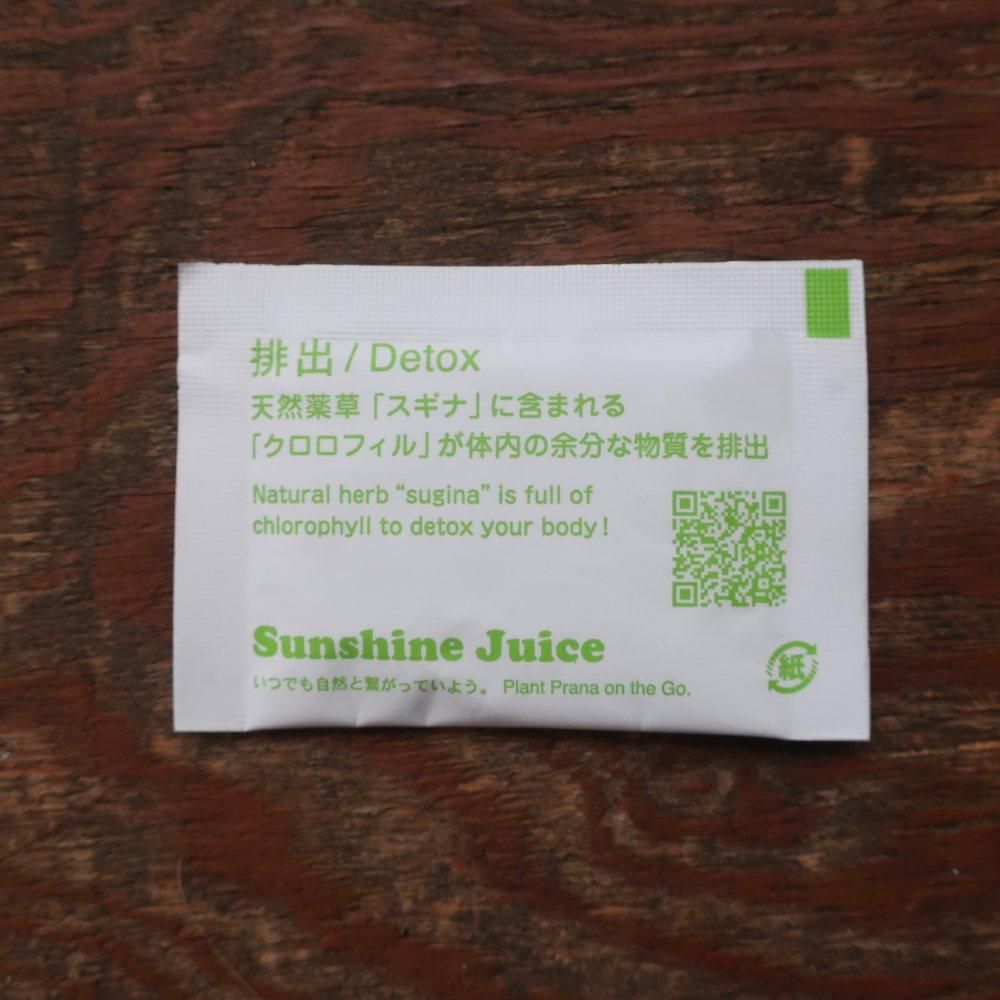 排出 / Detox
天然薬草「スギナ」に含まれる
「クロロフィル」が体内の余分な物質を排出
Natural herb “sugina” is full of
chlorophyll to detox your body !
Sunshine Juice
いつでも自然と繋がっていよう。 Plant Prana on the Go.
紙